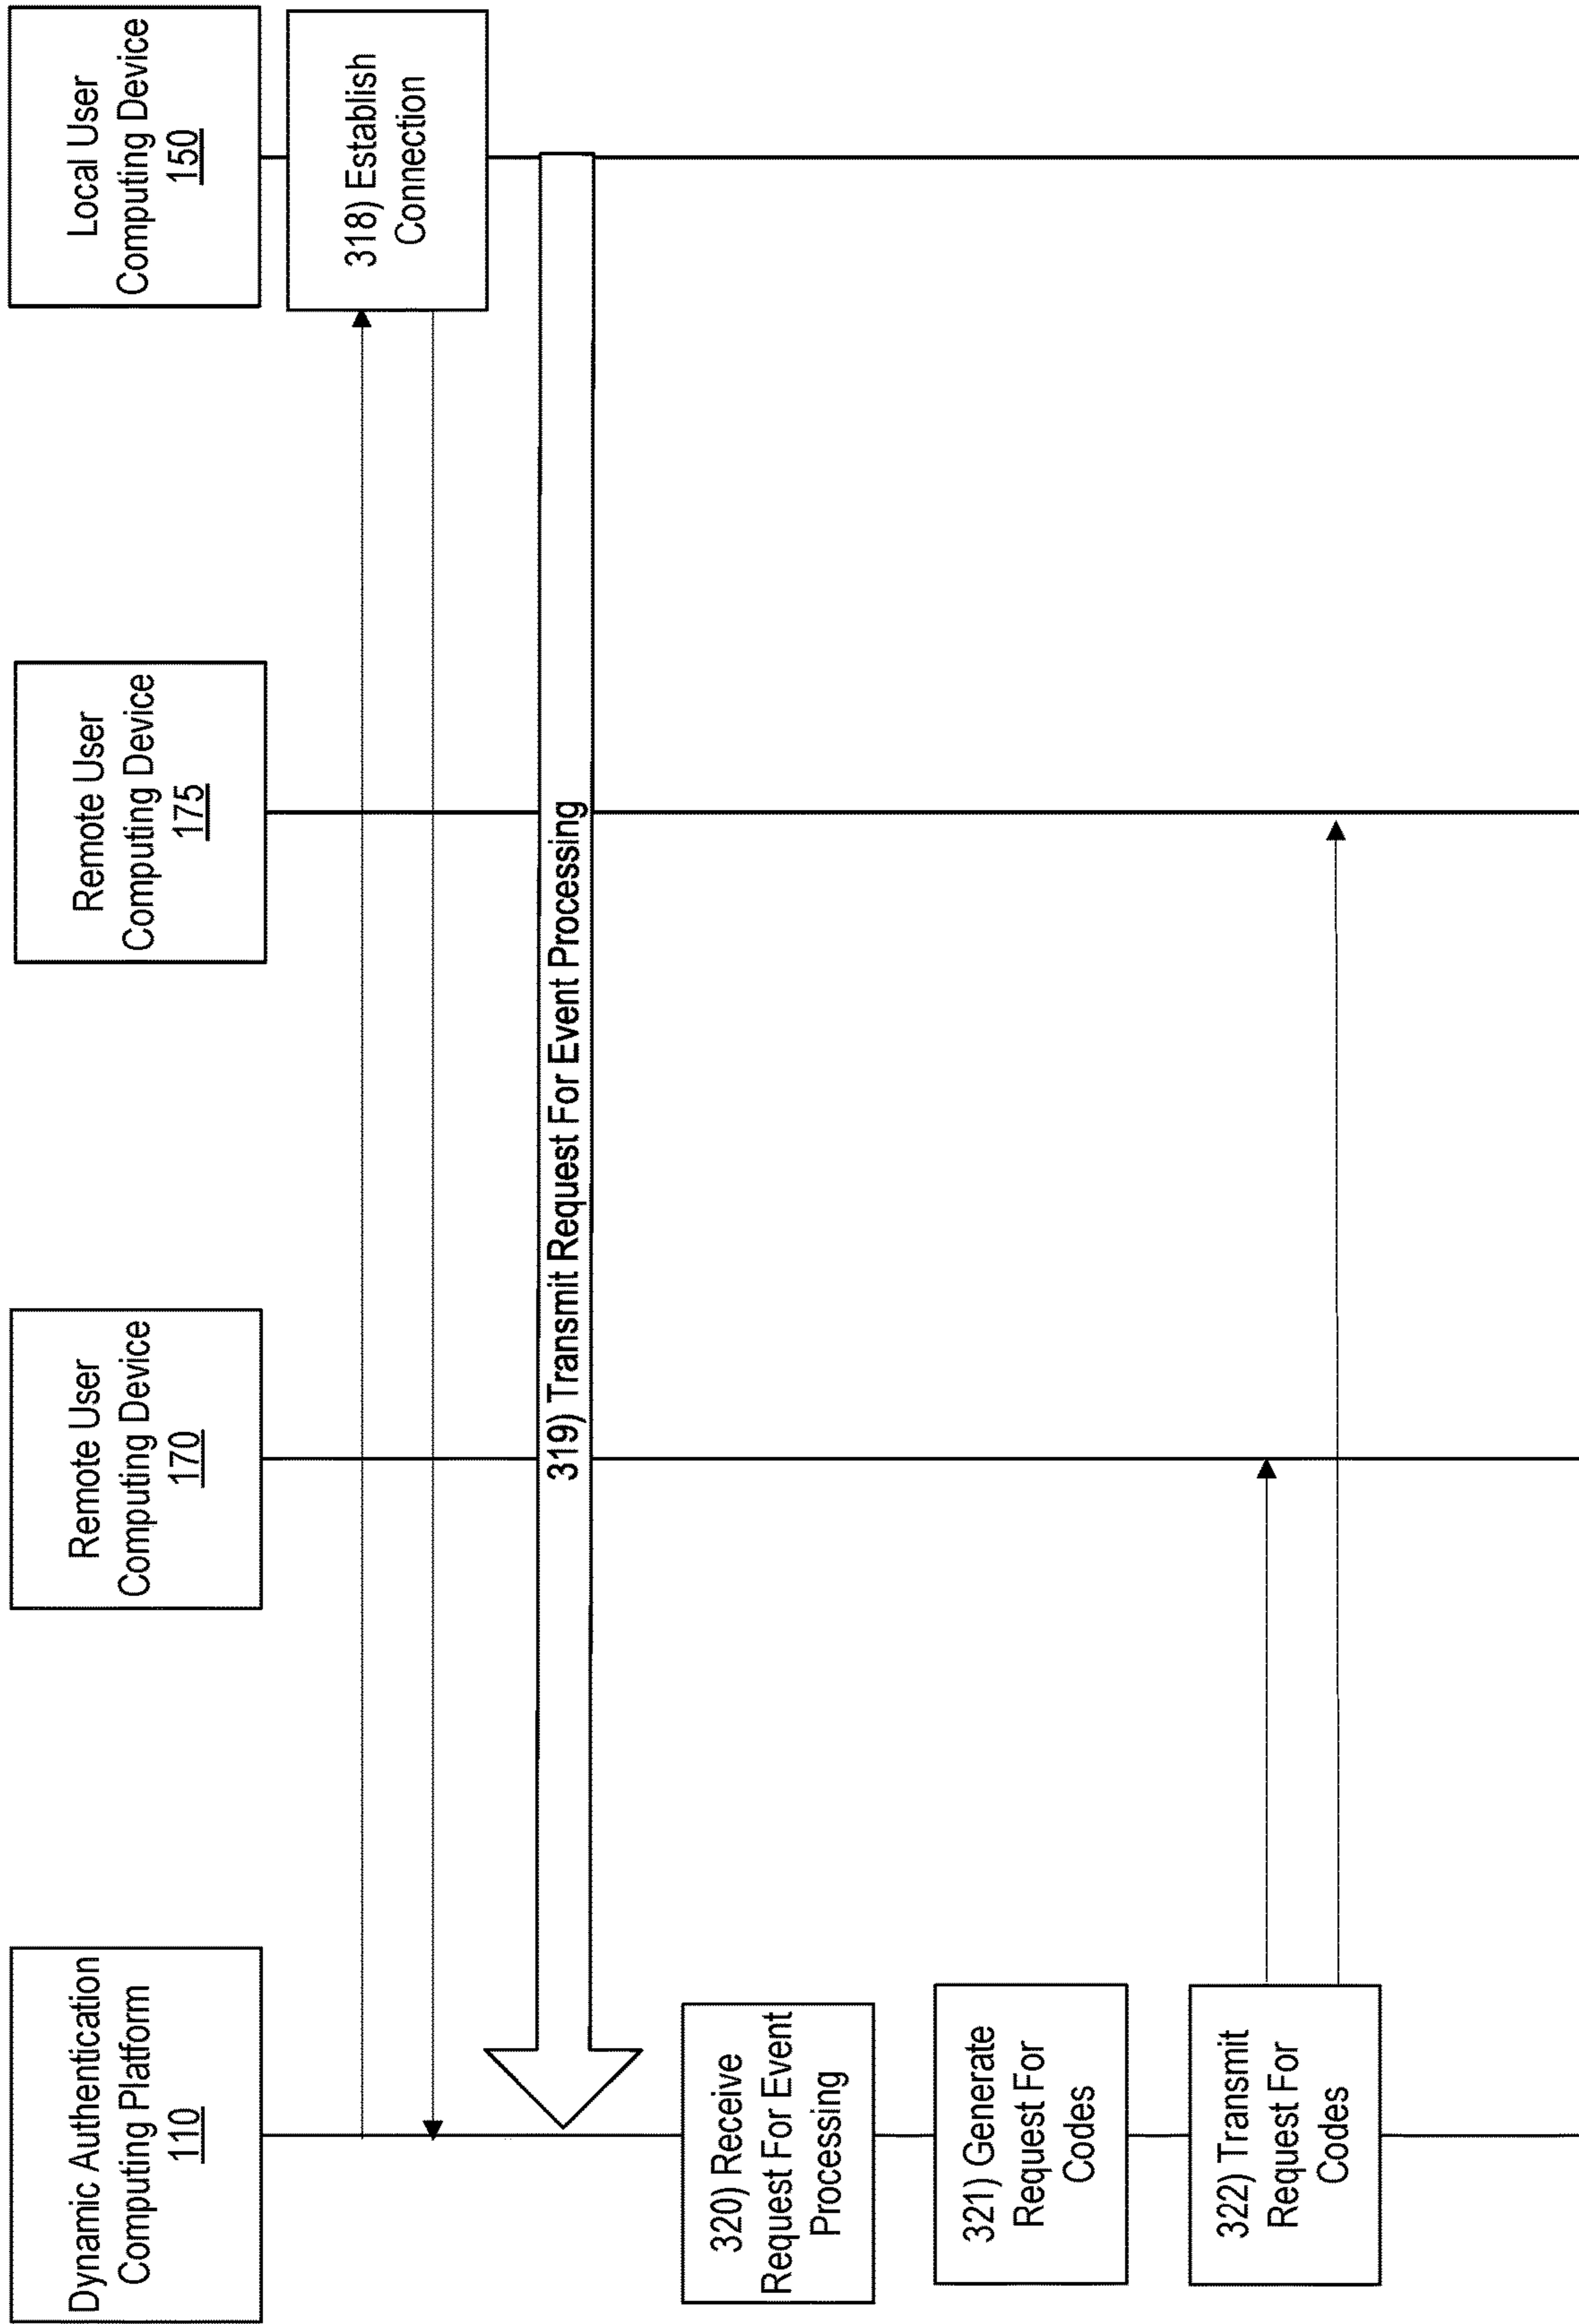 Dynamic Authentication
Computing Platform
110
Remote User
Computing Device
170
Remote User
Computing Device
175
Local User
Computing Device
150
318) Establish
Connection
319) Transmit Request For Event Processing
320) Receive
Request For Event
Processing
321) Generate
Request For
Codes
322) Transmit
Request For
Codes